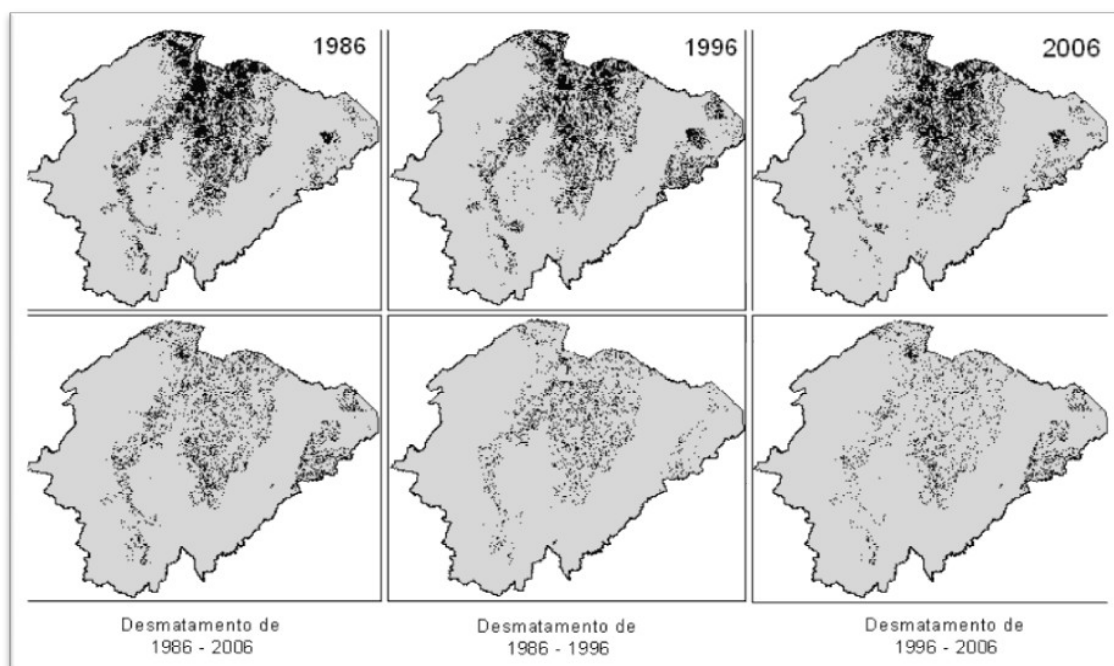 1986
1996
2006
Desmatamento de
1986 - 2006
Desmatamento de
1986 - 1996
Desmatamento de
1996 - 2006